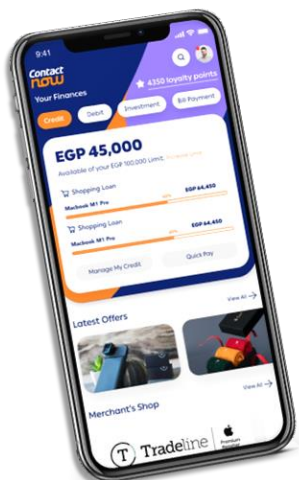 9:41
Contact
now
4350 loyalty points
Your Finances
Credit
Debit
Investment
Bill Payment
EGP 45,000
Available of your EGP 100,000 Limit.
Shopping Loan
Macbook M1 Pro
EGP 64,450
Shopping Loan
Macbook M1 Pro
EGP 64,450
Manage My Credit
Quick Pay
Latest Offers
View All
Merchant's Shop
View All
T
Tradeline
Premium